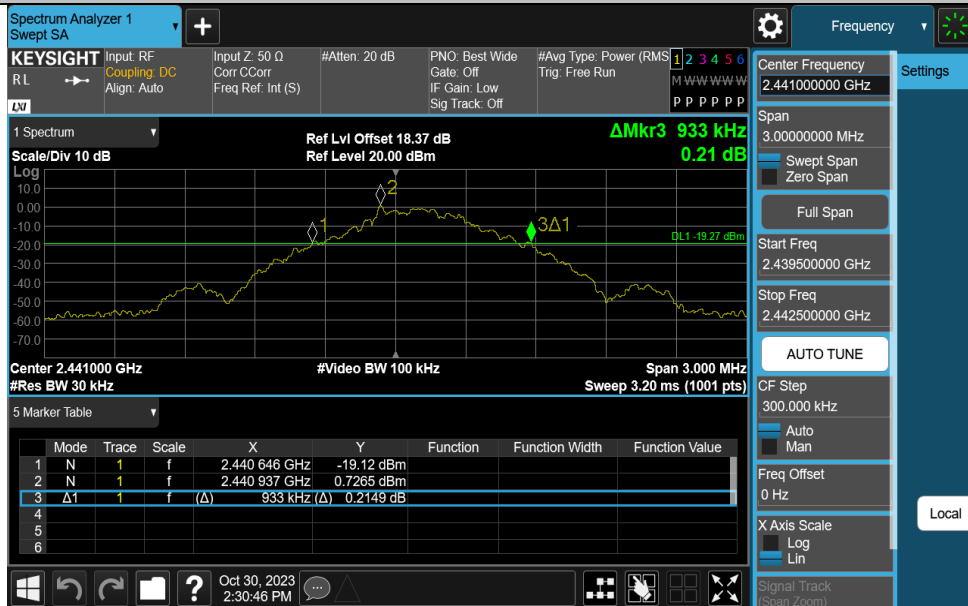 Spectrum Analyzer 1
Swept SA
+
Frequency
KEYSIGHT
RL
LXI
Input: RF
Coupling: DC
Align: Auto
Input Z: 50 Ω
Corr CCorr
Freq Ref: Int (S)
#Atten: 20 dB
PNO: Best Wide
Gate: Off
IF Gain: Low
Sig Track: Off
#Avg Type: Power (RMS
Trig: Free Run
1 2 3 4 5 6
M W W W W W
P P P P P P
1 Spectrum
Scale/Div 10 dB
Ref Lvl Offset 18.37 dB
Ref Level 20.00 dBm
ΔMkr3 933 kHz
0.21 dB
Log
10.0
0.00
-10.0
-20.0
-30.0
-40.0
-50.0
-60.0
-70.0
1
2
3Δ1
DL1 -19.27 dBm
Center 2.441000 GHz
#Video BW 100 kHz
Span 3.000 MHz
#Res BW 30 kHz
Sweep 3.20 ms (1001 pts)
5 Marker Table
Mode Trace Scale X Y Function Function Width Function Value
1 N 1 f 2.440 646 GHz -19.12 dBm
2 N 1 f 2.440 937 GHz 0.7265 dBm
3 Δ1 1 f (Δ) 933 kHz (Δ) 0.2149 dB
4
5
6
Oct 30, 2023
2:30:46 PM
?
Center Frequency
2.441000000 GHz
Settings
Span
3.00000000 MHz
Swept Span
Zero Span
Full Span
Start Freq
2.439500000 GHz
Stop Freq
2.442500000 GHz
AUTO TUNE
CF Step
300.000 kHz
Auto
Man
Freq Offset
0 Hz
Local
X Axis Scale
Log
Lin
Signal Track
(Span Zoom)